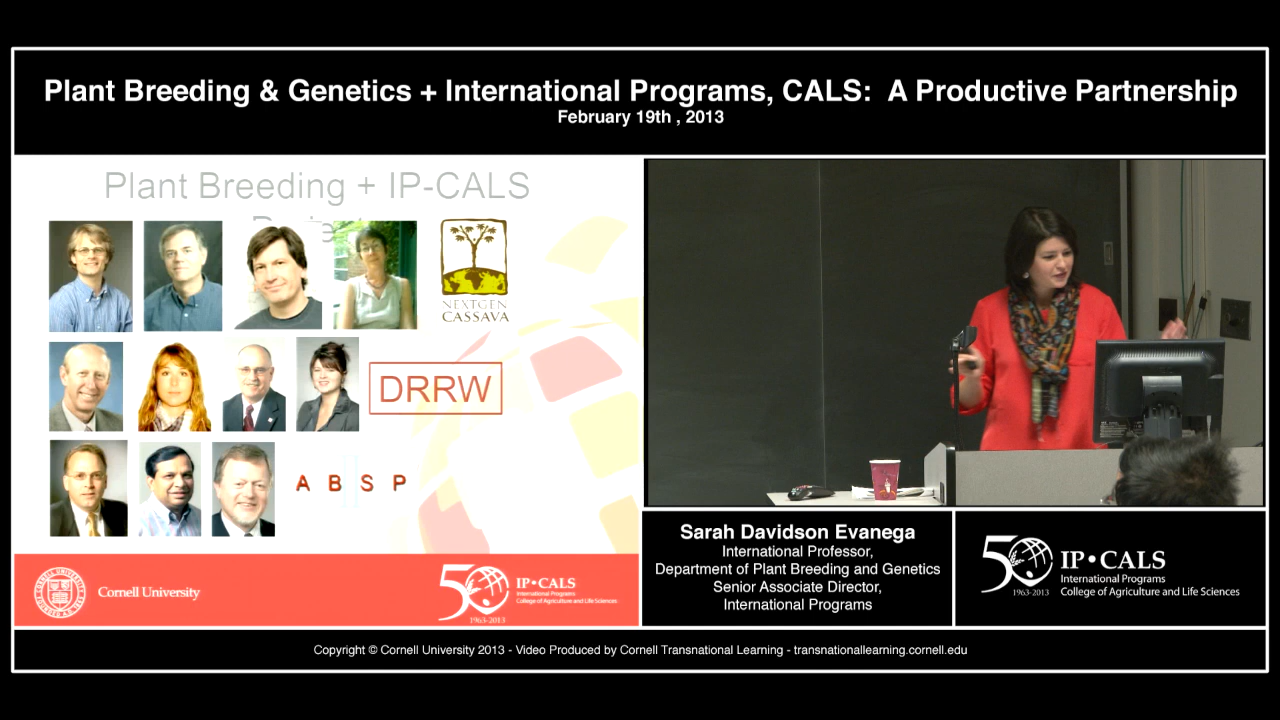 Plant Breeding & Genetics + International Programs, CALS: A Productive Partnership
February 19th , 2013
Plant Breeding + IP-CALS
NEXTGEN
CASSAVA
DRRW
A B S P
Cornell University
50
1963-2013
IP•CALS
International Programs
College of Agriculture and Life Sciences
Sarah Davidson Evanega
International Professor,
Department of Plant Breeding and Genetics
Senior Associate Director,
International Programs
50
1963-2013
IP•CALS
International Programs
College of Agriculture and Life Sciences
Copyright © Cornell University 2013 - Video Produced by Cornell Transnational Learning - transnationallearning.cornell.edu